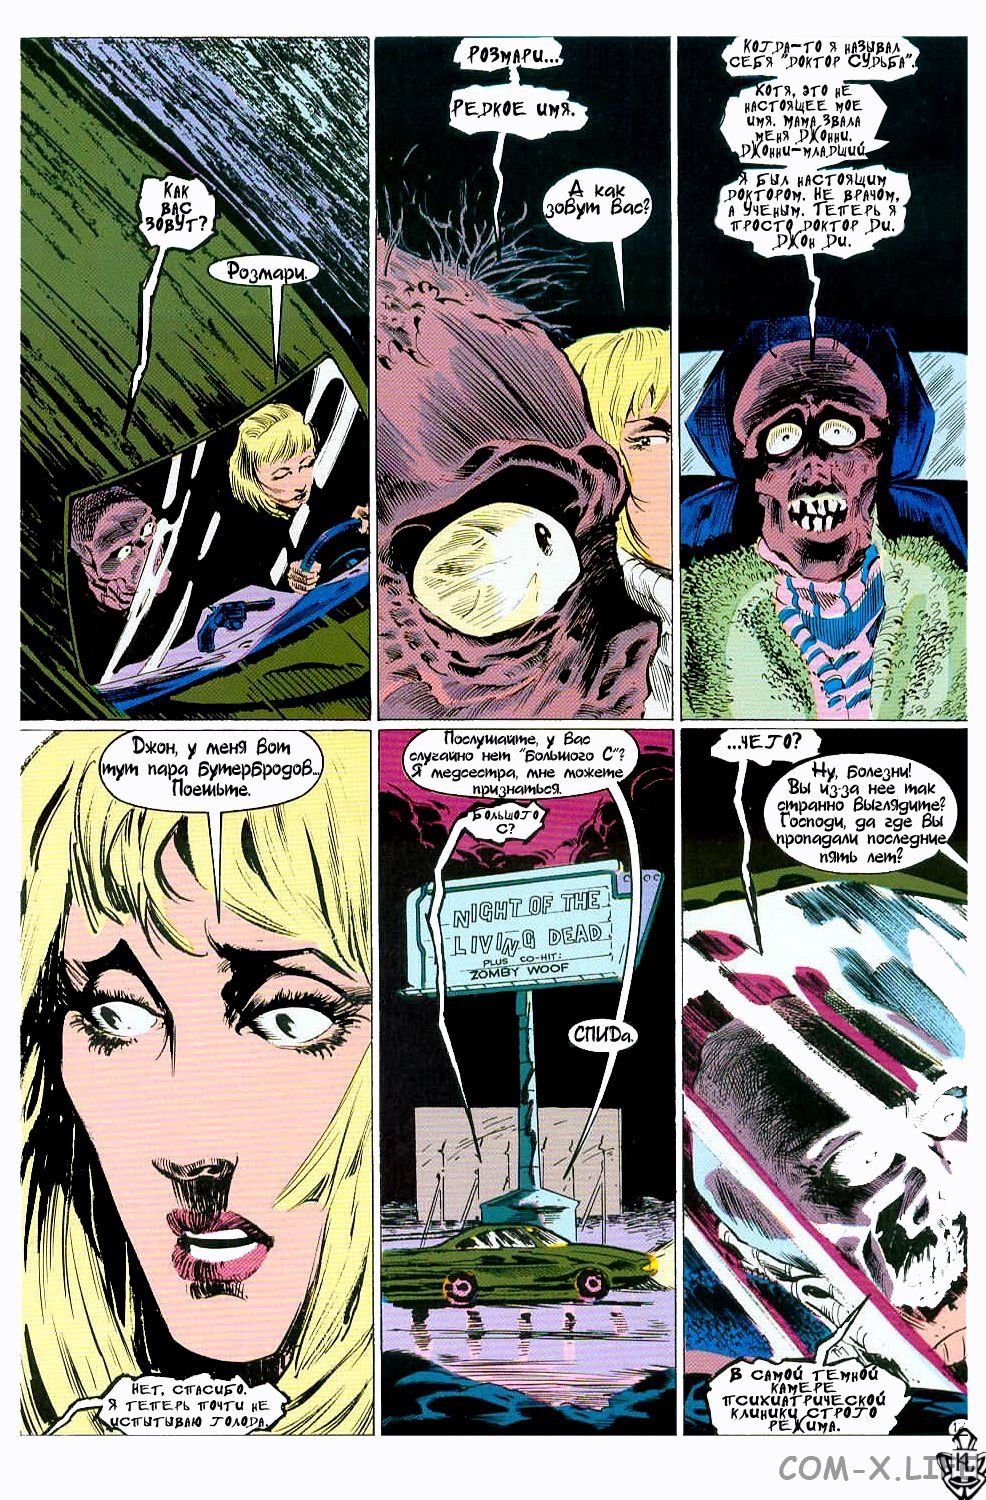 Как
вас
зовут?
Розмари.
Розмари...
Редкое имя.
А как
зовут Вас?
Когда-то я называл
себя "Доктор Судьба".
Хотя, это не
настоящее мое
имя. Мама звала
меня Джонни.
Джонни-младший
Я был настоящим
доктором. Не врачом,
а ученым. Теперь я
просто доктор Ди.
Джон Ди.
Джон, у меня вот
тут пара бутербродов...
Поешьте.
Нет, спасибо.
Я теперь почти не
испытываю голода.
Послушайте, у Вас
случайно нет "Большого С"?
Я медсестра, мне можете
признаться.
Большого
С?
NIGHT OF THE
LIVING DEAD
PLUS CO-HIT:
ZOMBY WOOF
СПИДа.
...чего?
Ну, болезни!
Вы из-за нее так
странно выглядите?
Господи, да где Вы
пропадали последние
пять лет?
В самой темной
камере
психиатрической
клиники строго
режима.
COM-X.LIFE